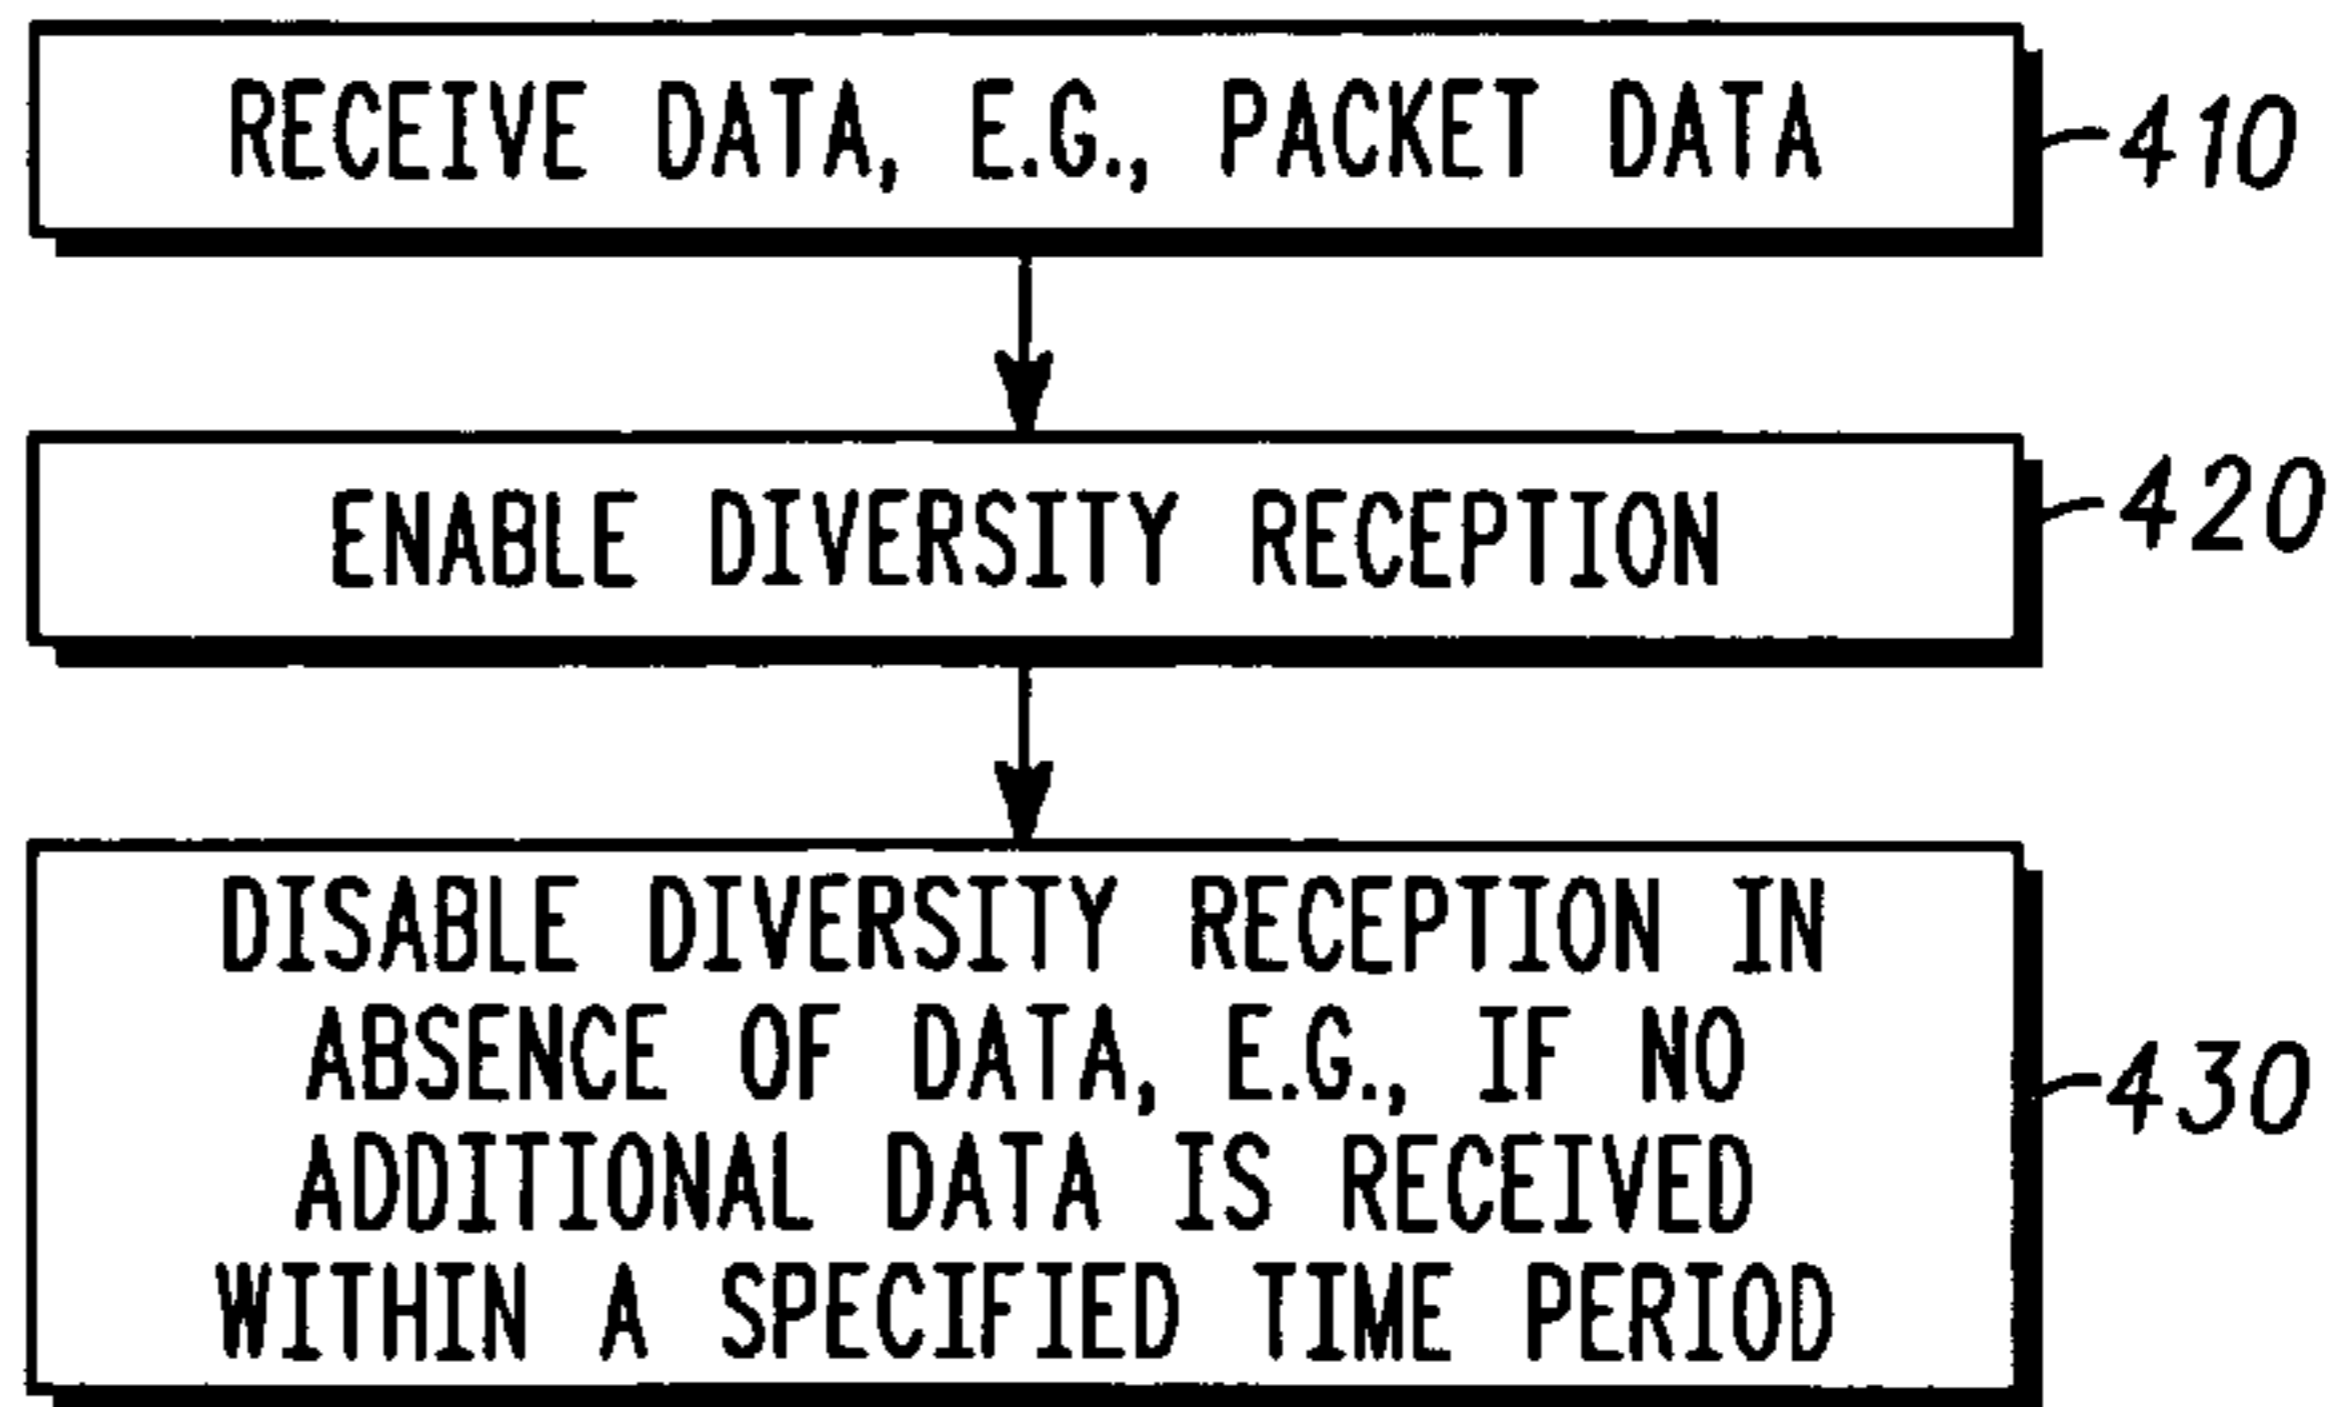 RECEIVE DATA, E.G., PACKET DATA
410
ENABLE DIVERSITY RECEPTION
420
DISABLE DIVERSITY RECEPTION IN
ABSENCE OF DATA, E.G., IF NO
ADDITIONAL DATA IS RECEIVED
WITHIN A SPECIFIED TIME PERIOD
430